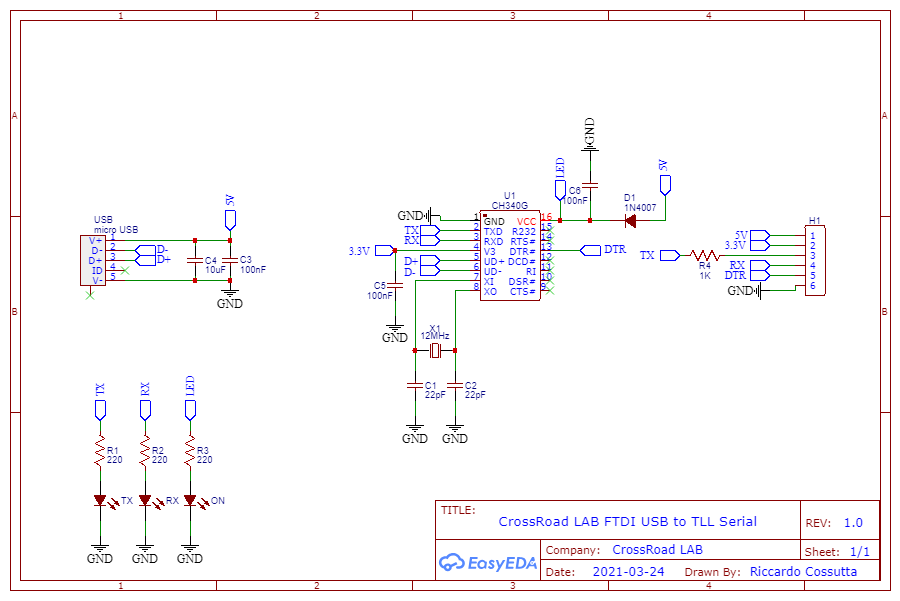 1 2 3 4
A A
B B
USB
micro USB
V+ 1
D- 2
D+ 3
ID 4
V- 5
D-
D+
5V
C4
10uF
C3
100nF
GND
U1
CH340G
GND
TX
RX
3.3V
D+
D-
1 GND
2 TXD
3 RXD
4 V3
5 UD+
6 UD-
7 XI
8 XO
VCC 16
R232 15
RTS# 14
DTR# 13
DCD# 12
RI 11
DSR# 10
CTS# 9
C5
100nF
GND
X1
12MHz
C1
22pF
C2
22pF
GND GND
LED
GND
C6
100nF
D1
1N4007
5V
DTR
TX
R4
1K
H1
5V
3.3V
RX
DTR
GND
1
2
3
4
5
6
TX RX LED
R1
220
R2
220
R3
220
TX RX ON
GND GND GND
TITLE:
CrossRoad LAB FTDI USB to TLL Serial
REV: 1.0
EasyEDA
Company: CrossRoad LAB
Sheet: 1/1
Date: 2021-03-24 Drawn By: Riccardo Cossutta
1 2 3 4